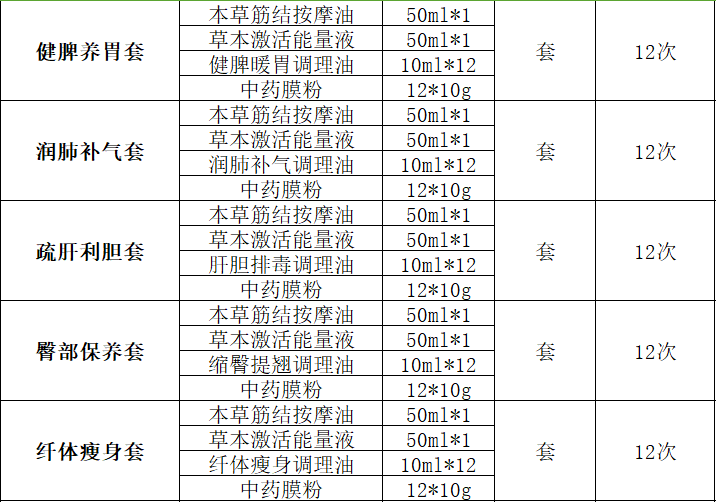 本草筋结按摩油 50ml*1
草本激活能量液 50ml*1
健脾养胃套 套 12次
健脾暖胃调理油 10ml*12
中药膜粉 12*10g
本草筋结按摩油 50ml*1
草本激活能量液 50ml*1
润肺补气套 套 12次
润肺补气调理油 10ml*12
中药膜粉 12*10g
本草筋结按摩油 50ml*1
草本激活能量液 50ml*1
疏肝利胆套 套 12次
肝胆排毒调理油 10ml*12
中药膜粉 12*10g
本草筋结按摩油 50ml*1
草本激活能量液 50ml*1
臀部保养套 套 12次
缩臀提翘调理油 10ml*12
中药膜粉 12*10g
本草筋结按摩油 50ml*1
草本激活能量液 50ml*1
纤体瘦身套 套 12次
纤体瘦身调理油 10ml*12
中药膜粉 12*10g